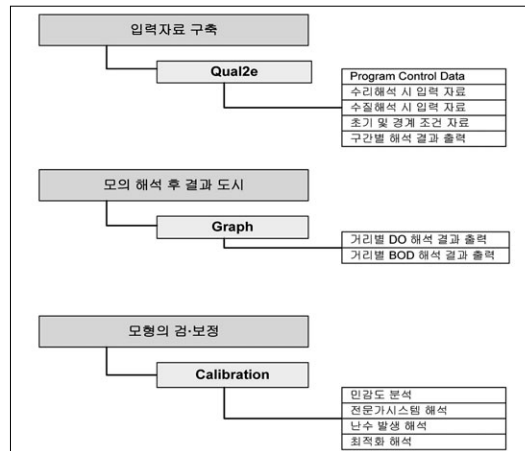 입력자료 구축
Qual2e
Program Control Data
수리해석 시 입력 자료
수질해석 시 입력 자료
초기 및 경계 조건 자료
구간별 해석 결과 출력
모의 해석 후 결과 도시
Graph
거리별 DO 해석 결과 출력
거리별 BOD 해석 결과 출력
모형의 검·보정
Calibration
민감도 분석
전문가시스템 해석
난수 발생 해석
최적화 해석